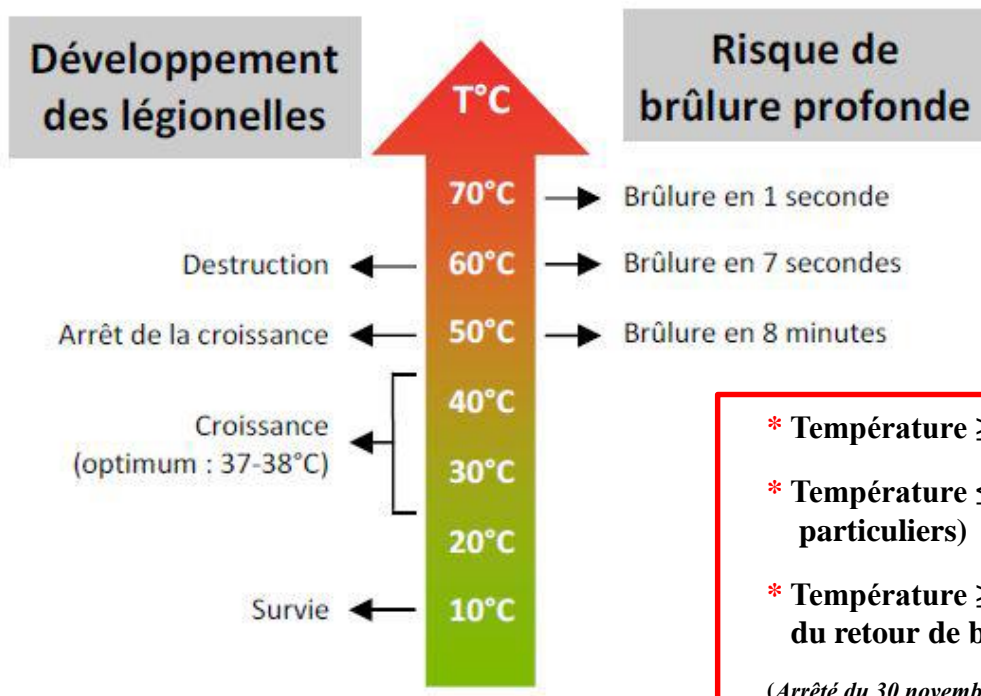 Développement
des légionelles
T°C
Risque de
brûlure profonde
70°C
Brûlure en 1 seconde
Destruction
60°C
Brûlure en 7 secondes
Arrêt de la croissance
50°C
Brûlure en 8 minutes
Croissance
(optimum : 37-38°C)
40°C
30°C
20°C
Survie
10°C
* Température ≥
* Température ≤
particuliers)
* Température ≥
du retour de b
(Arrêté du 30 novemb